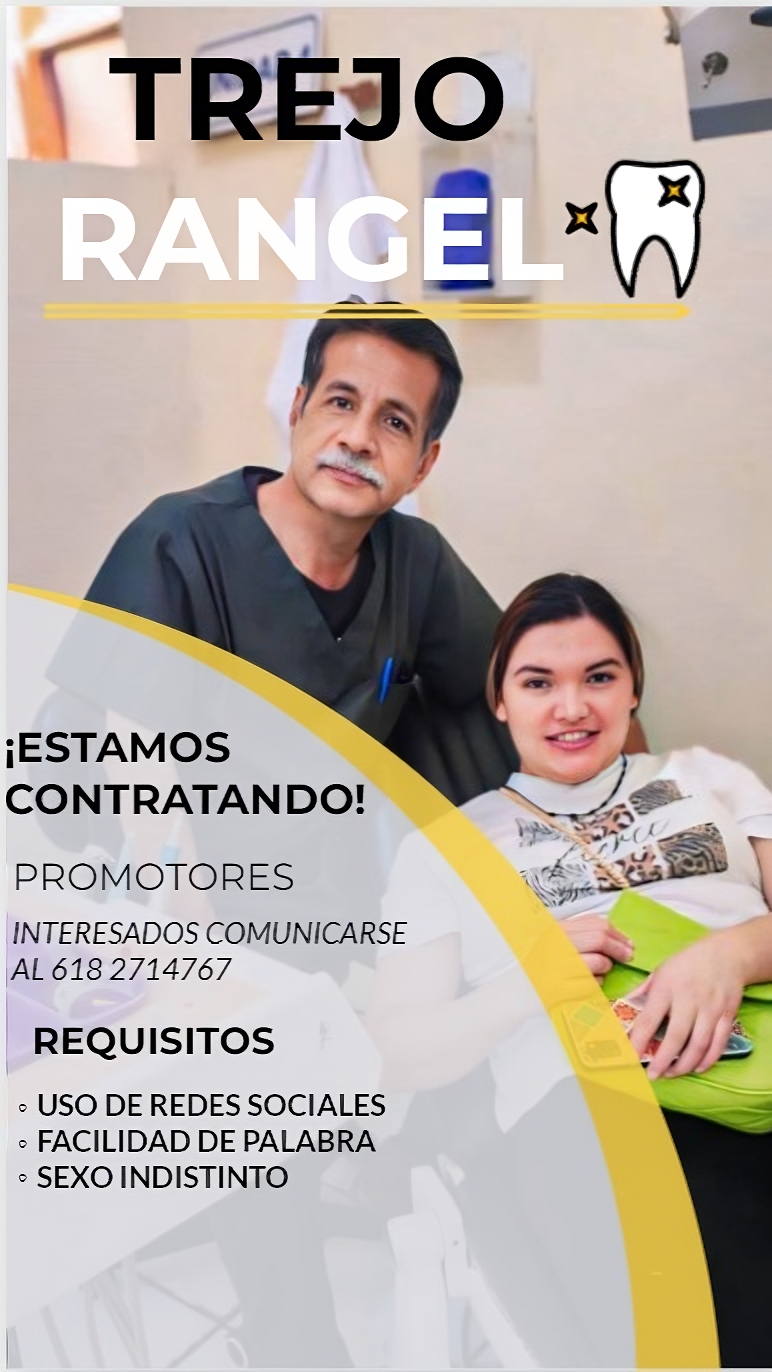 TREJO
RANGEL
¡ESTAMOS
CONTRATANDO!
PROMOTORES
INTERESADOS COMUNICARSE
AL 618 2714767
REQUISITOS
◦ USO DE REDES SOCIALES
◦ FACILIDAD DE PALABRA
◦ SEXO INDISTINTO